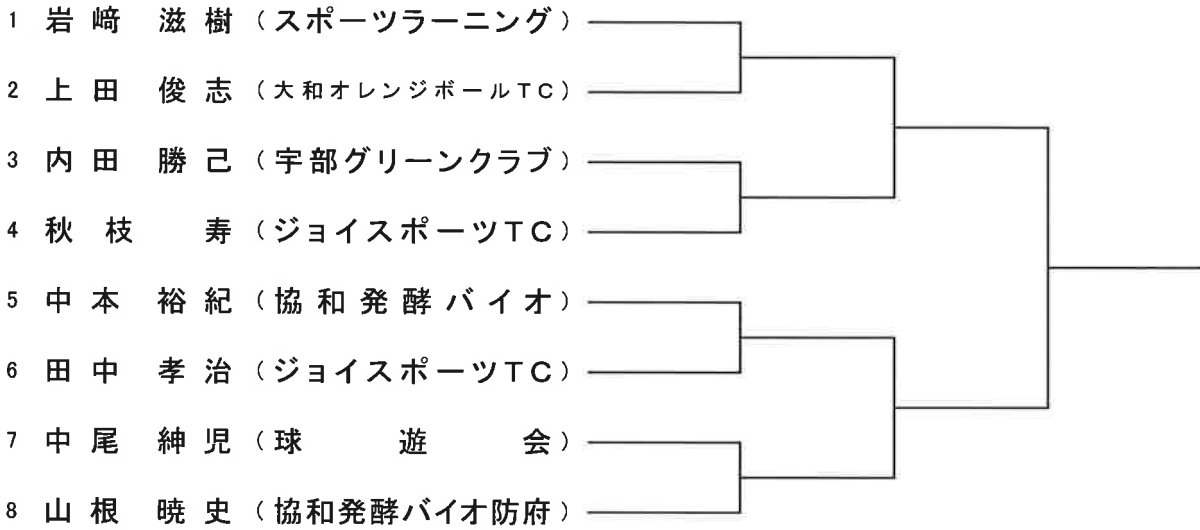 1 岩﨑 滋樹 (スポーツラーニング)
2 上田 俊志 (大和オレンジボールTC)
3 内田 勝己 (宇部グリーンクラブ)
4 秋枝 寿 (ジョイスポーツTC)
5 中本 裕紀 (協和発酵バイオ)
6 田中 孝治 (ジョイスポーツTC)
7 中尾 紳児 (球遊会)
8 山根 暁史 (協和発酵バイオ防府)